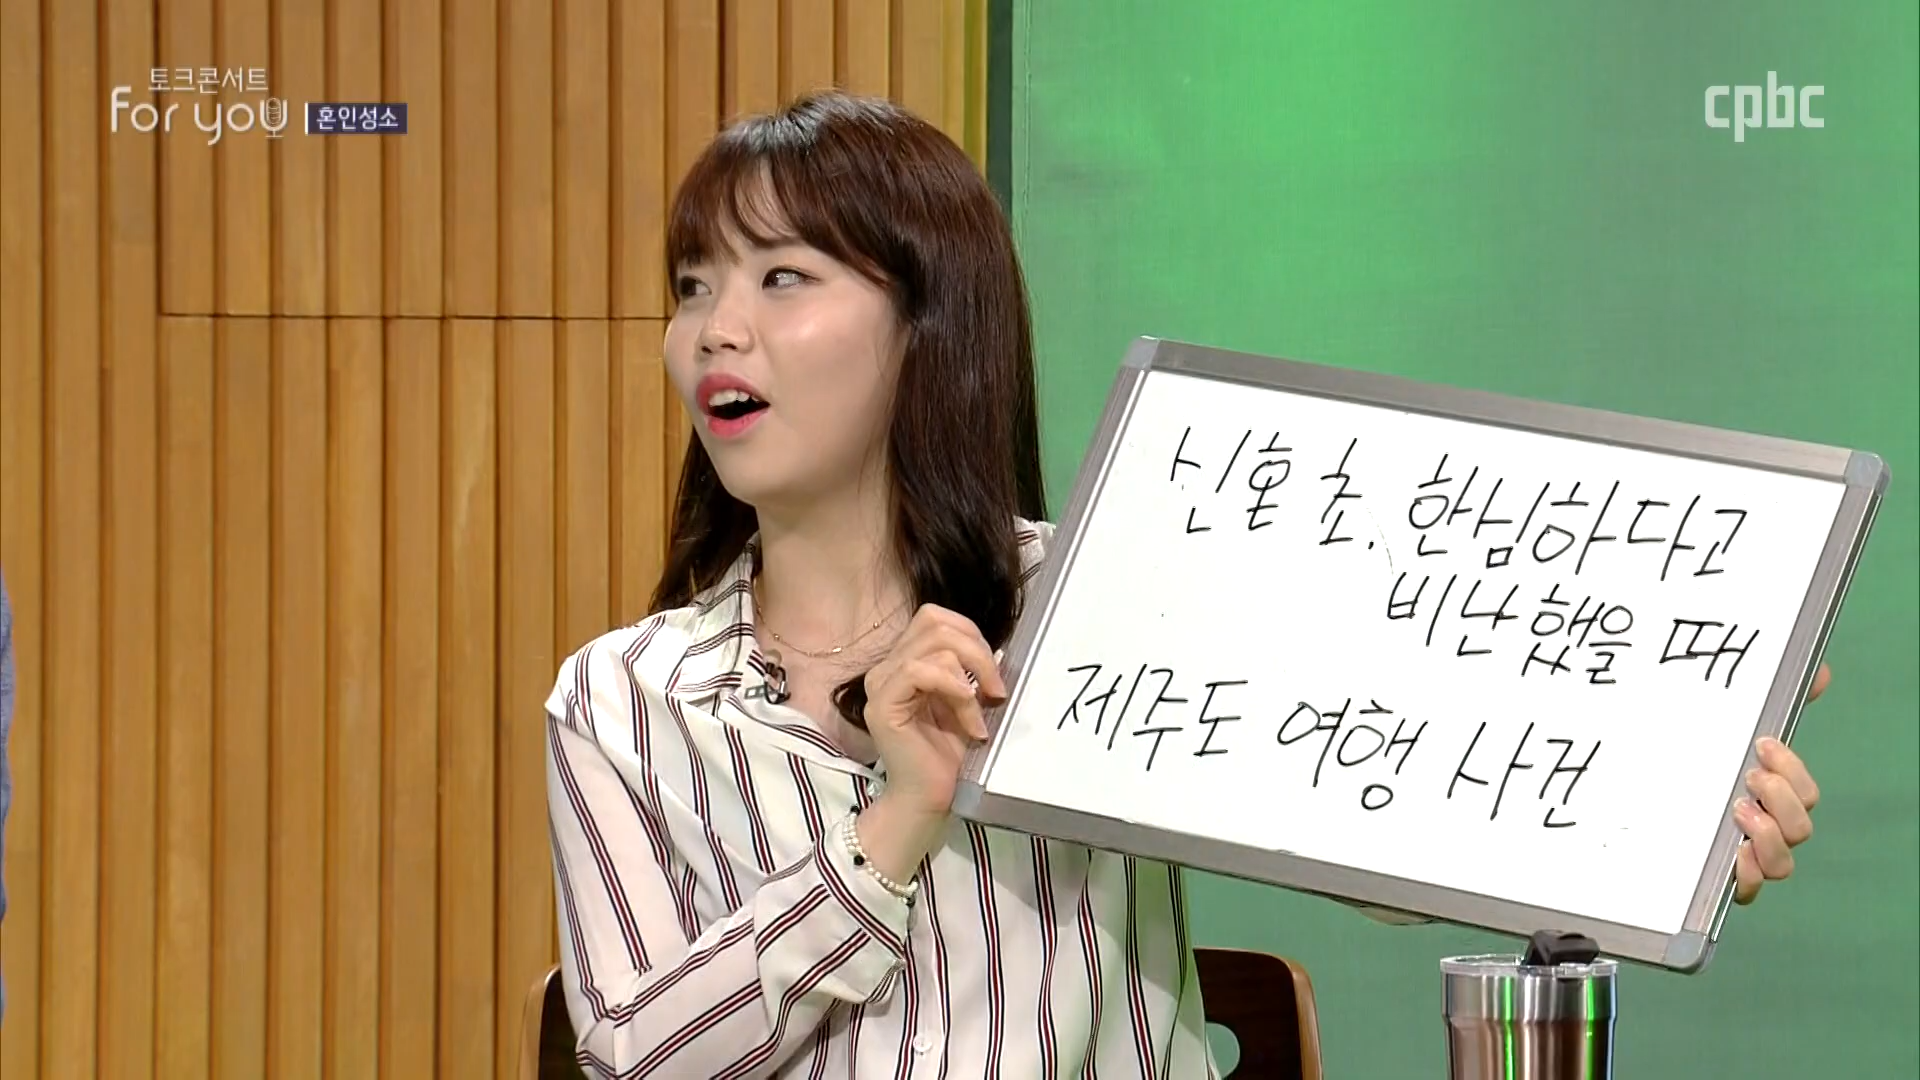 토크콘서트
for you
혼인성소
cpbc
신혼 초. 한심하다고
비난했을 때
제주도 여행 사건